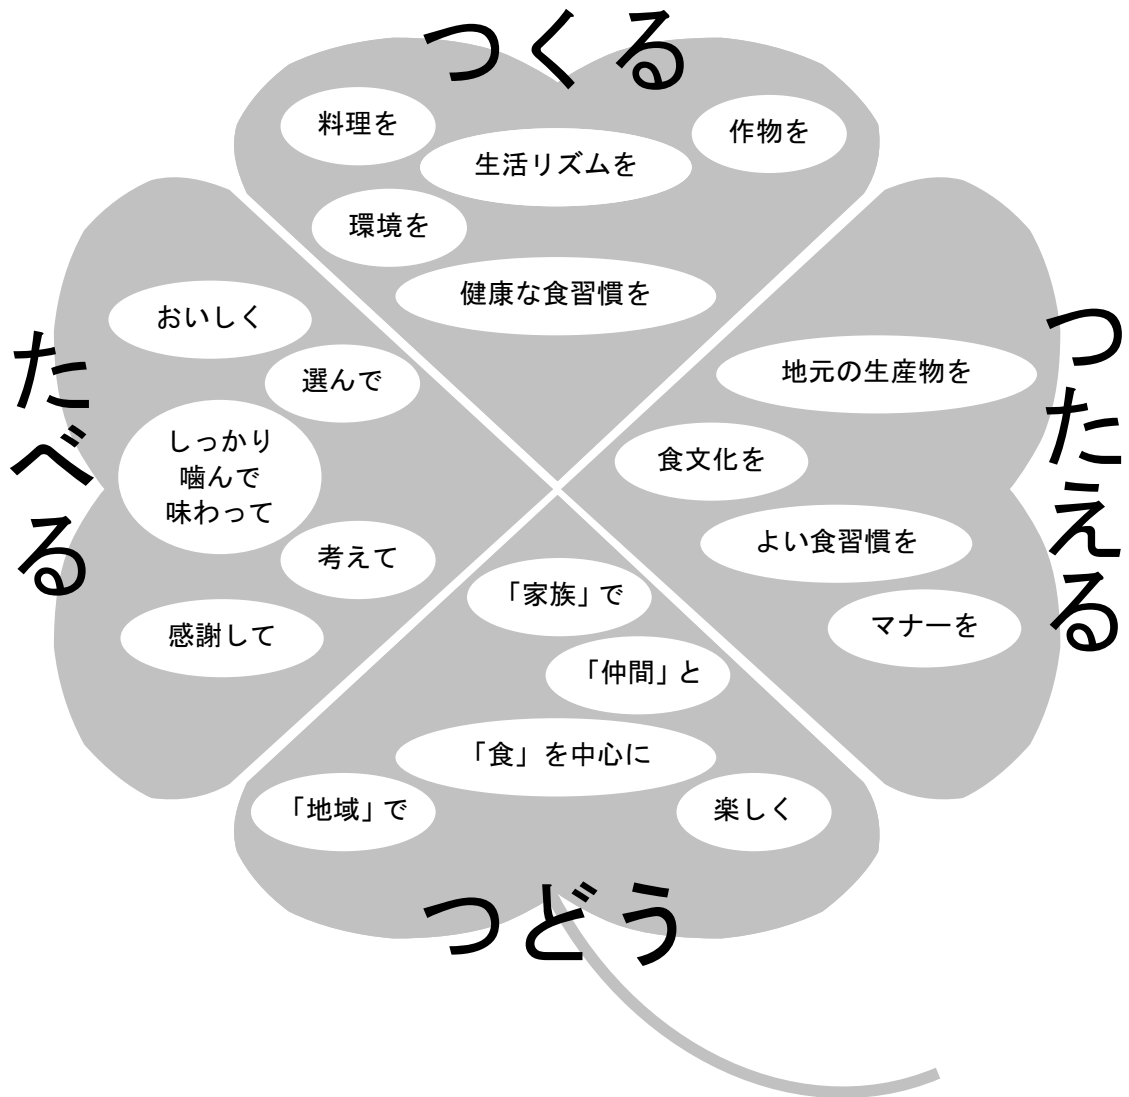 つくる
料理を
作物を
生活リズムを
環境を
健康な食習慣を
たべる
おいしく
選んで
しっかり
噛んで
味わって
考えて
感謝して
つたえる
地元の生産物を
食文化を
よい食習慣を
マナーを
「家族」で
「仲間」と
「食」を中心に
「地域」で
楽しく
つどう